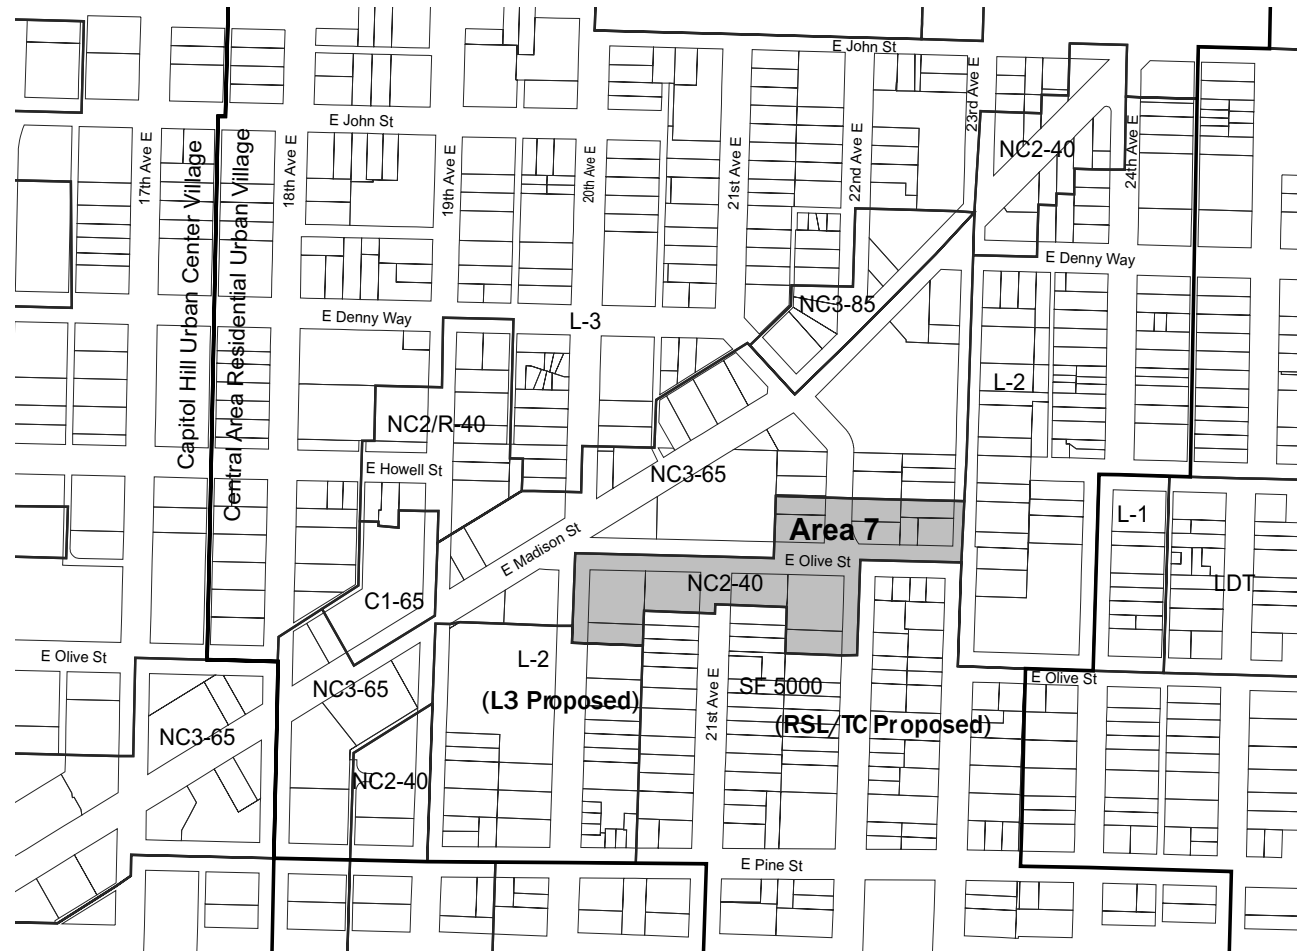 E John St
23rd Ave E
E John St
NC2-40
24th Ave E
17th Ave E
Capitol Hill Urban Center Village
Central Area Residential Urban Village
18th Ave E
19th Ave E
20th Ave E
21st Ave E
22nd Ave E
E Denny Way
NC3-85
E Denny Way
L-3
L-2
NC2/R-40
E Howell St
NC3-65
L-1
Area 7
E Madison St
E Olive St
NC2-40
LDT
C1-65
E Olive St
L-2
(L3 Proposed)
21st Ave E
SF 5000
(RSL/TC Proposed)
E Olive St
NC3-65
NC3-65
NC2-40
E Pine St